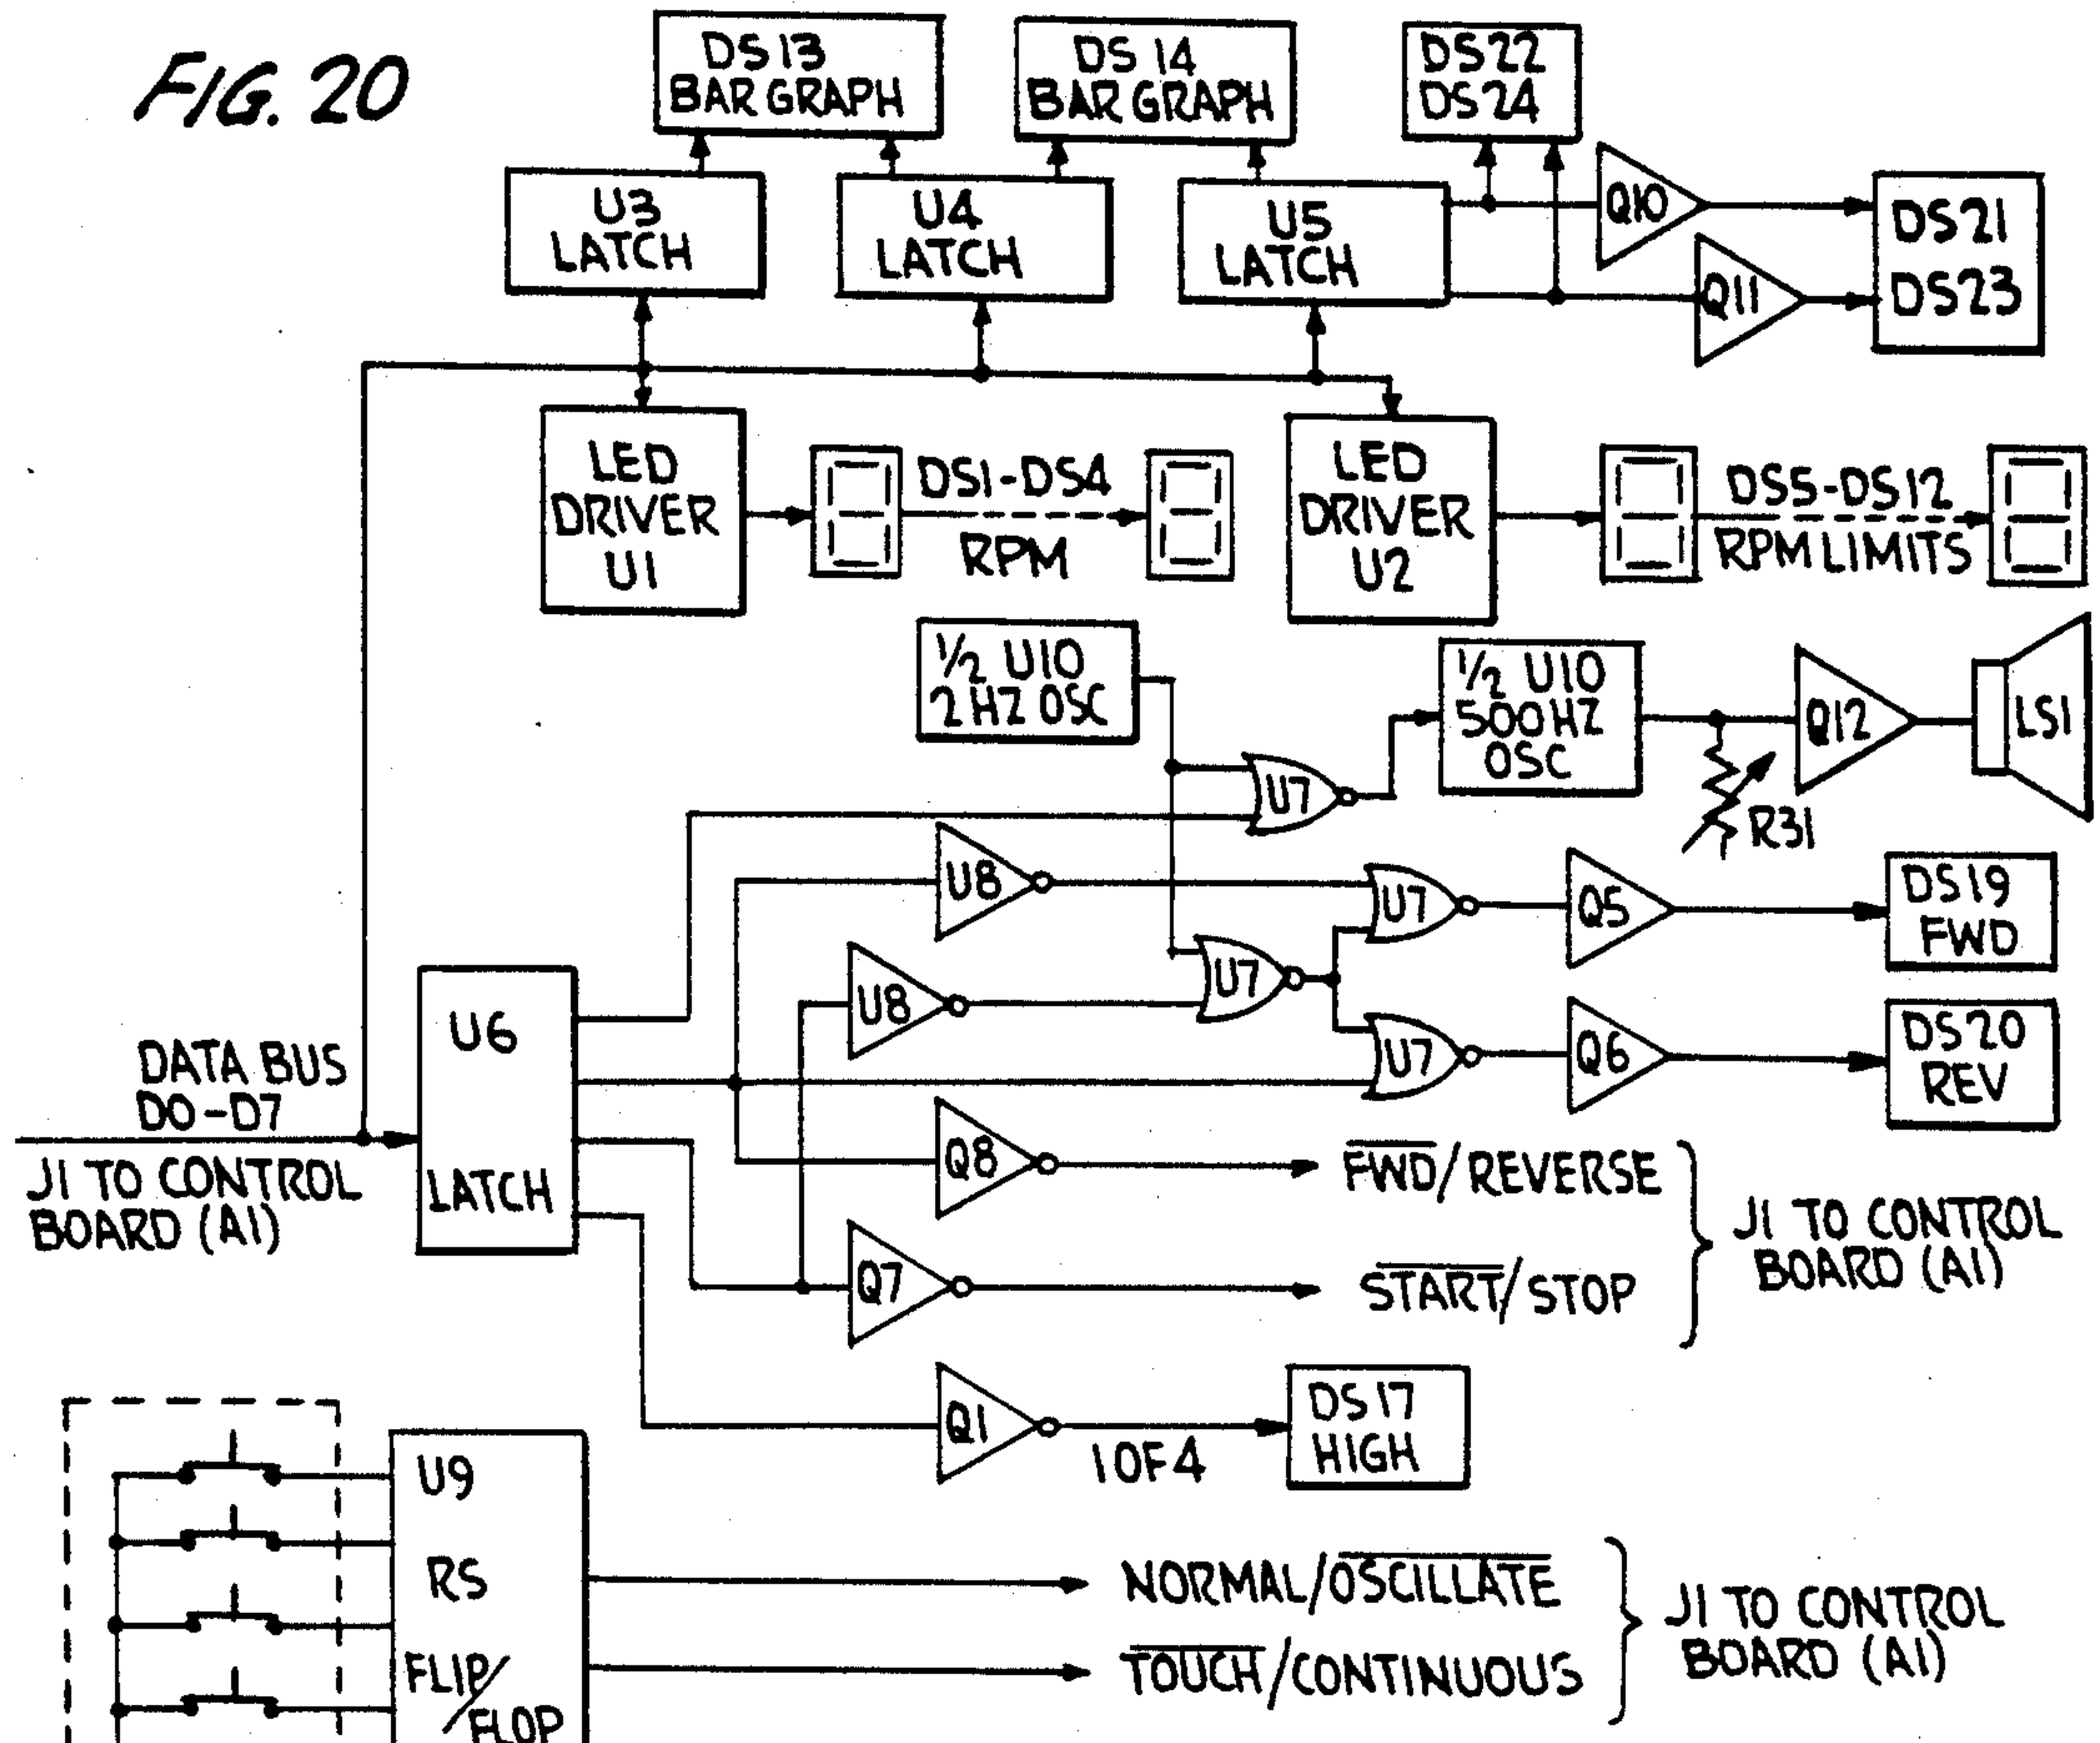 FIG. 20
DS 13
BAR GRAPH
DS 14
BAR GRAPH
DS22
DS24
U3
LATCH
U4
LATCH
U5
LATCH
Q10
Q11
DS21
DS23
LED
DRIVER
U1
DS1-DS4
RPM
LED
DRIVER
U2
DS5-DS12
RPM LIMITS
1/2 U10
2 HZ OSC
1/2 U10
500HZ
OSC
Q12
LS1
U7
R31
U8
U7
Q5
DS19
FWD
U8
U7
U6
LATCH
U7
Q6
DS20
REV
DATA BUS
D0-D7
J1 TO CONTROL
BOARD (A1)
Q8
FWD/REVERSE
Q7
START/STOP
J1 TO CONTROL
BOARD (A1)
Q1
1 OF 4
DS17
HIGH
U9
RS
FLIP/
FLOP
NORMAL/OSCILLATE
TOUCH/CONTINUOUS
J1 TO CONTROL
BOARD (A1)